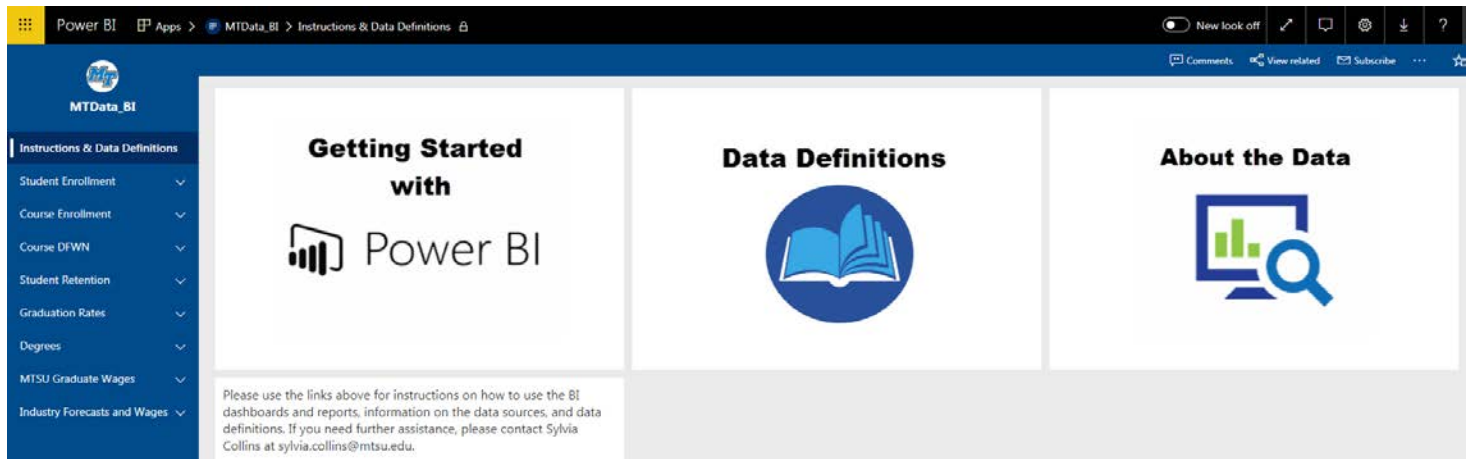 Power BI Apps > MTData_BI > Instructions & Data Definitions
New look off ?
Comments View related Subscribe ...
MT
MTData_BI
Instructions & Data Definitions
Student Enrollment
Course Enrollment
Course DFWN
Student Retention
Graduation Rates
Degrees
MTSU Graduate Wages
Industry Forecasts and Wages
Getting Started
with
Power BI
Data Definitions
About the Data
Please use the links above for instructions on how to use the BI
dashboards and reports, information on the data sources, and data
definitions. If you need further assistance, please contact Sylvia
Collins at sylvia.collins@mtsu.edu.